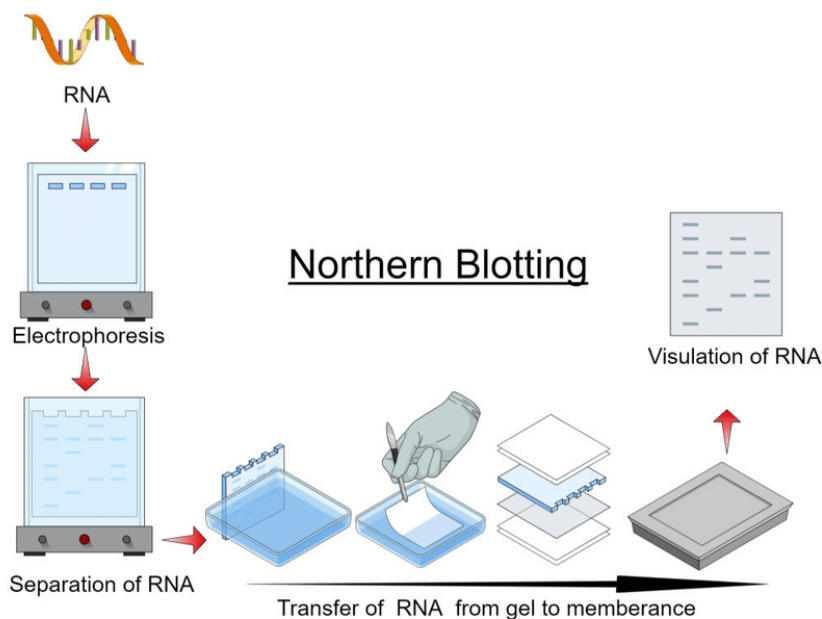 RNA
Electrophoresis
Separation of RNA
Northern Blotting
Transfer of RNA from gel to memberance
Visulation of RNA